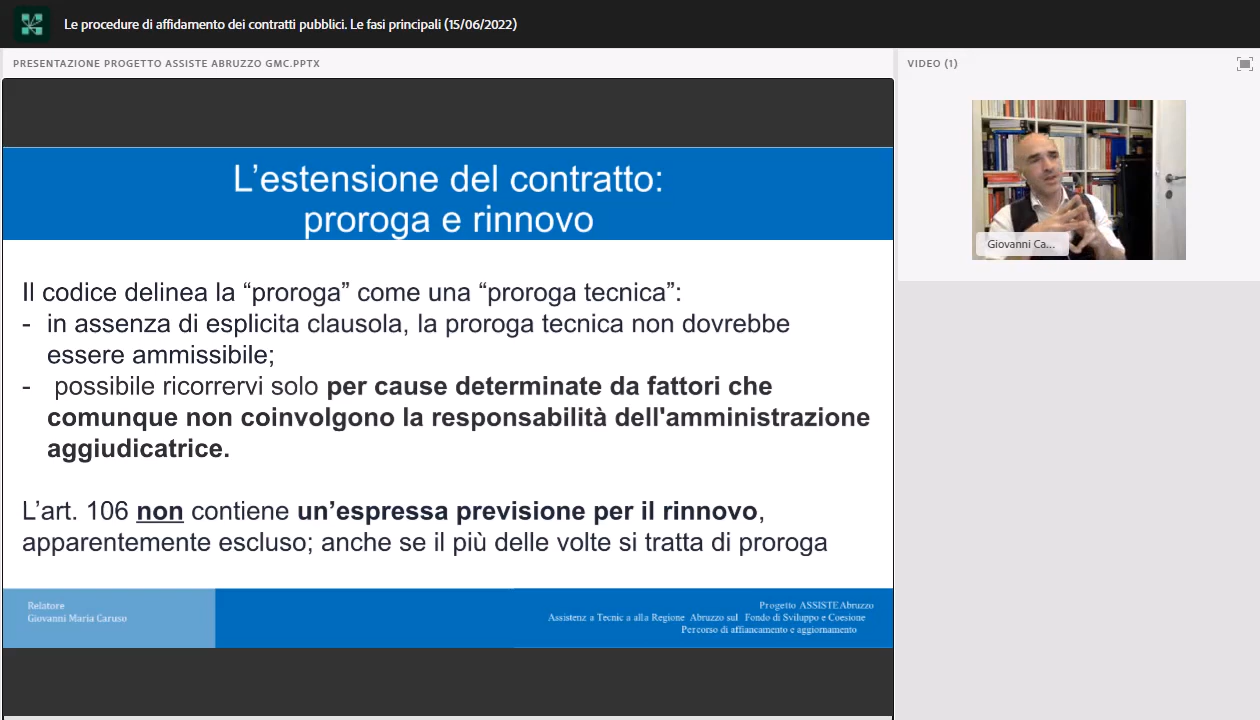 Le procedure di affidamento dei contratti pubblici. Le fasi principali (15/06/2022)
PRESENTAZIONE PROGETTO ASSISTE ABRUZZO GMC.PPTX
VIDEO (1)
L’estensione del contratto:
proroga e rinnovo
Il codice delinea la “proroga” come una “proroga tecnica”:
- in assenza di esplicita clausola, la proroga tecnica non dovrebbe
essere ammissibile;
- possibile ricorrervi solo per cause determinate da fattori che
comunque non coinvolgono la responsabilità dell'amministrazione
aggiudicatrice.
L’art. 106 non contiene un’espressa previsione per il rinnovo,
apparentemente escluso; anche se il più delle volte si tratta di proroga
Relatore
Giovanni Maria Caruso
Progetto ASSISTEAbruzzo
Assistenz a Tecnic a alla Regione Abruzzo sul Fondo di Sviluppo e Coesione
Percorso di affiancamento e aggiornamento
Giovanni Ca...